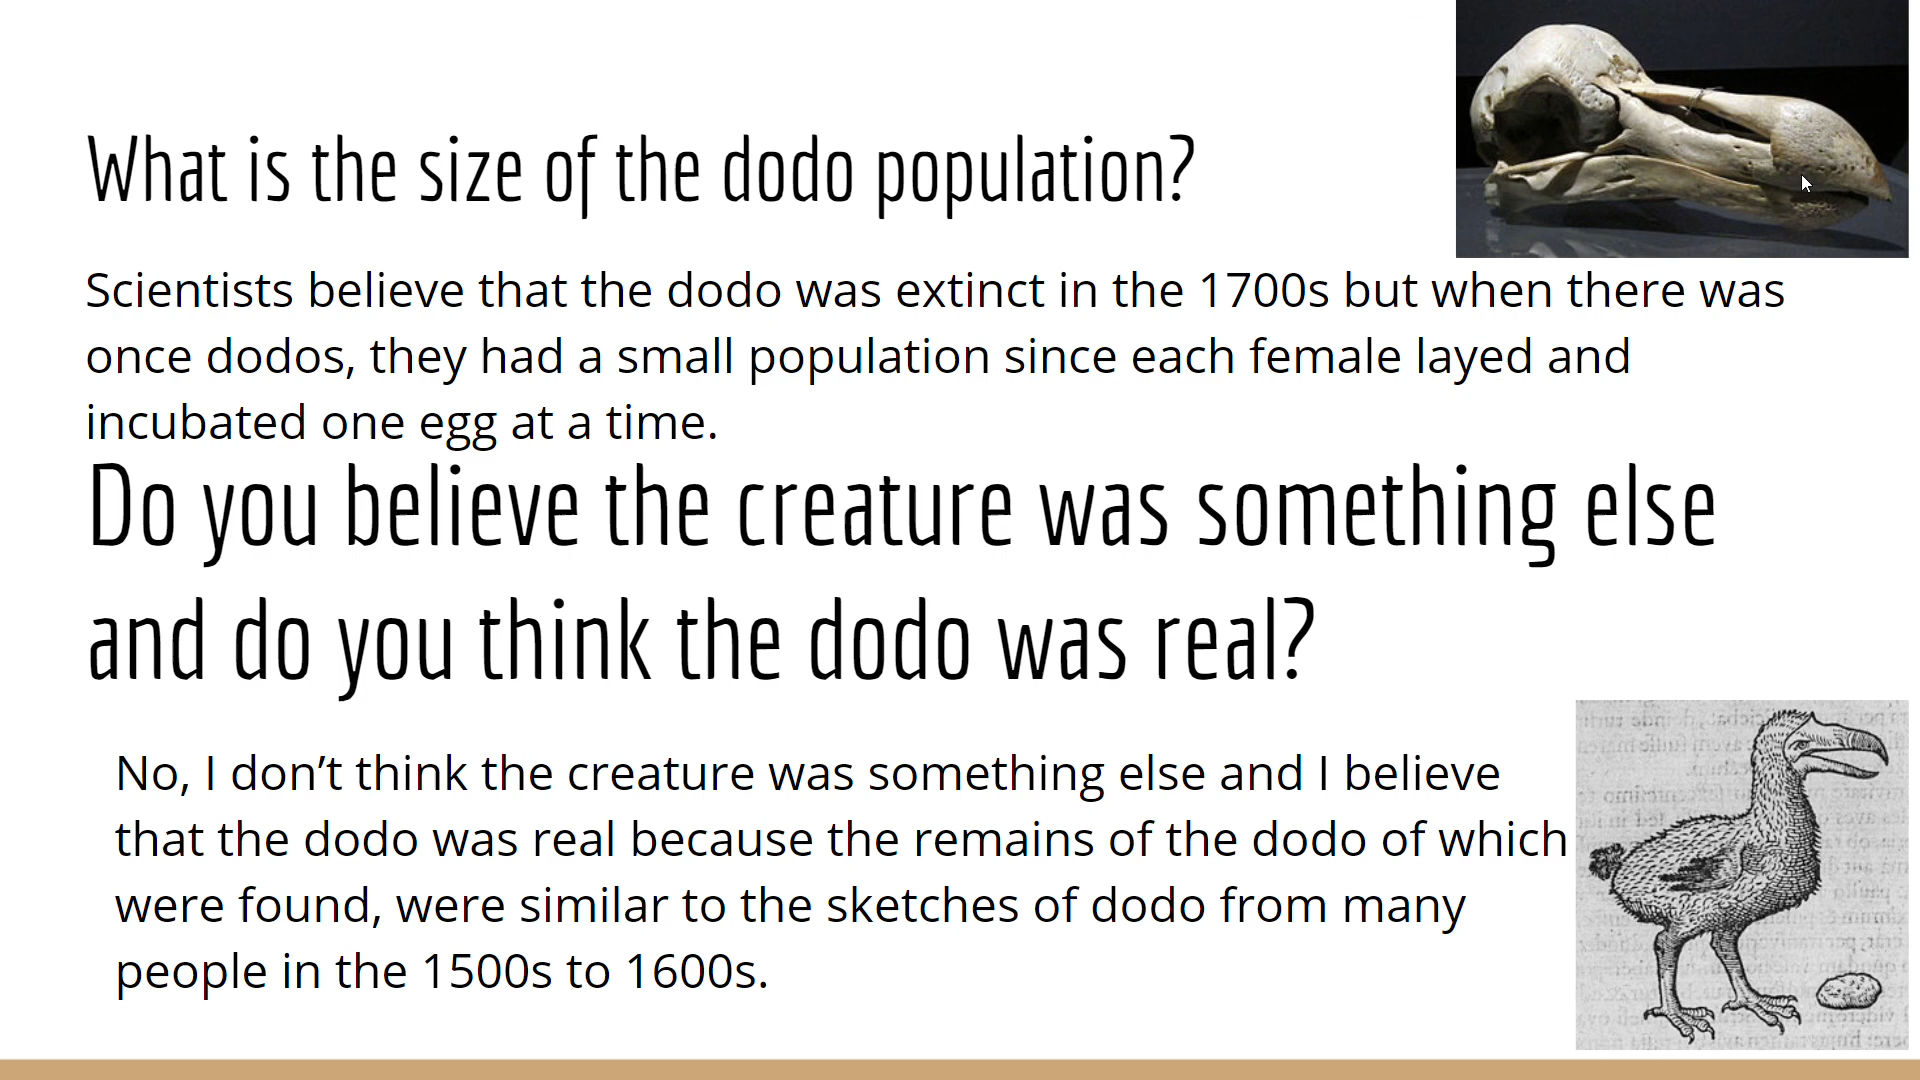 What is the size of the dodo population?
Scientists believe that the dodo was extinct in the 1700s but when there was
once dodos, they had a small population since each female layed and
incubated one egg at a time.
Do you believe the creature was something else
and do you think the dodo was real?
No, I don’t think the creature was something else and I believe
that the dodo was real because the remains of the dodo of which
were found, were similar to the sketches of dodo from many
people in the 1500s to 1600s.